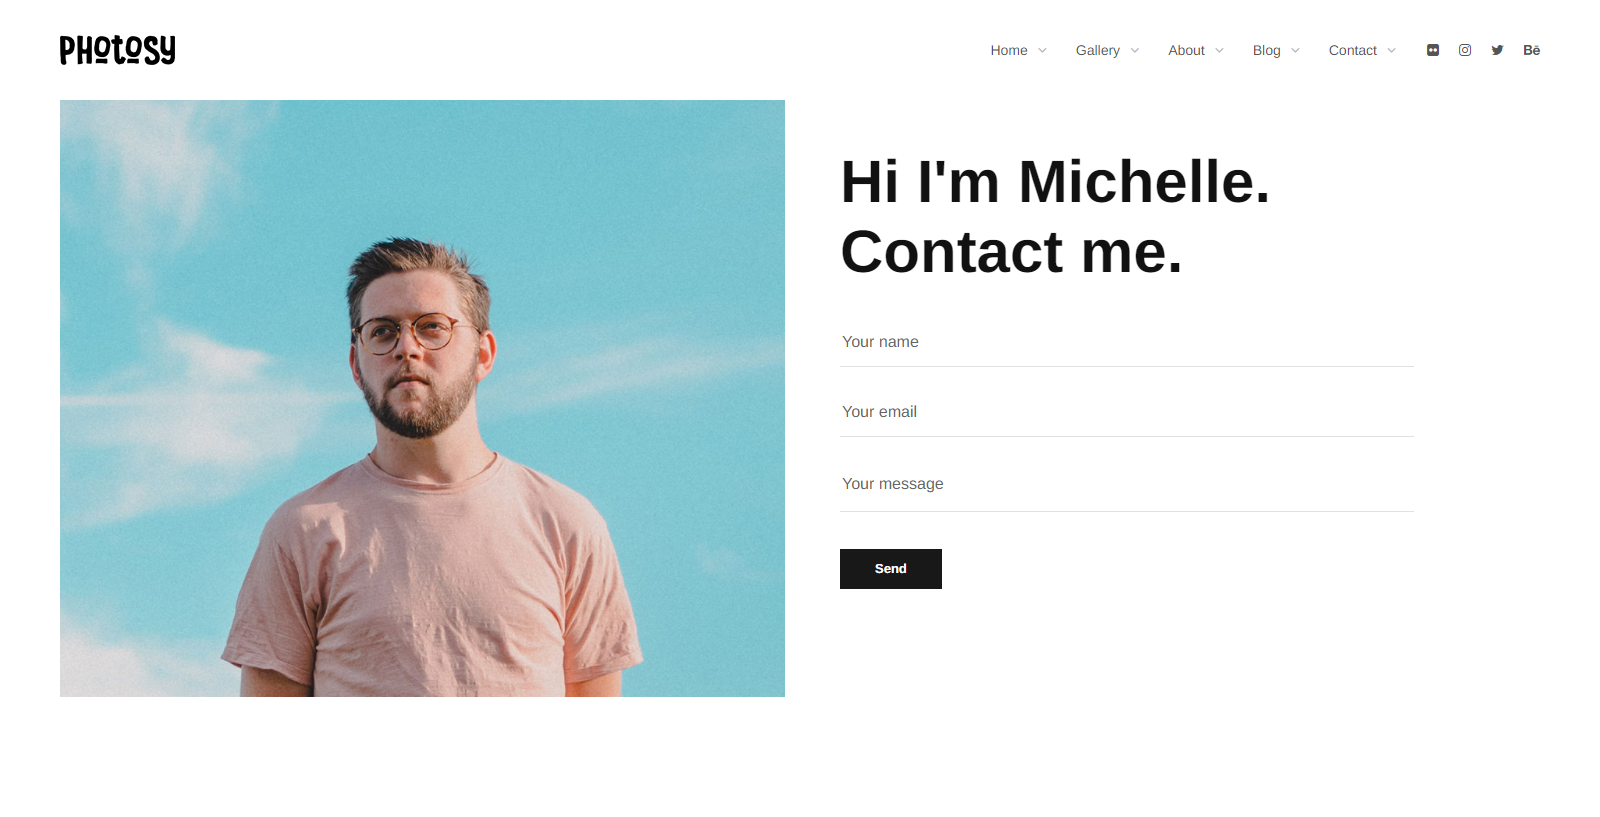 PHOTOSY
Home
Gallery
About
Blog
Contact
Bē
Hi I'm Michelle.
Contact me.
Your name
Your email
Your message
Send